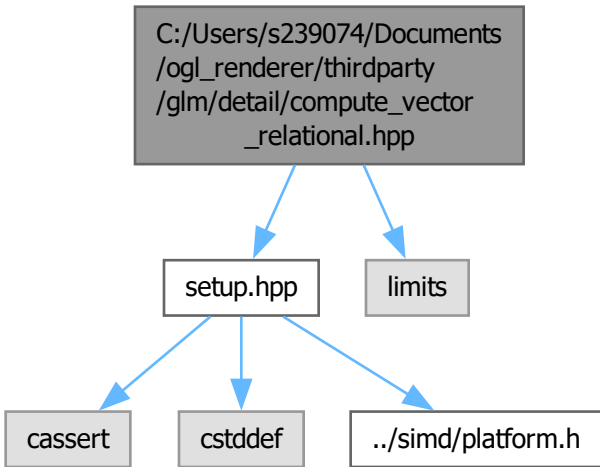 C:/Users/s239074/Documents
/ogl_renderer/thirdparty
/glm/detail/compute_vector
_relational.hpp
setup.hpp
limits
cassert
cstddef
../simd/platform.h